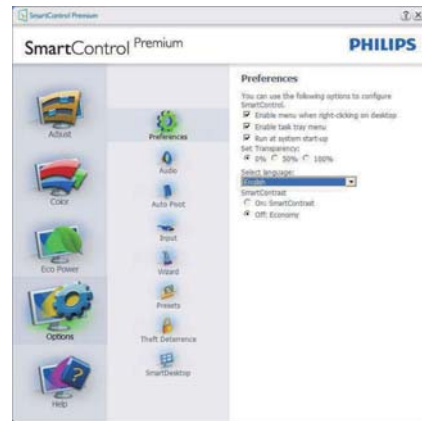 SmartControl Premium
SmartControl Premium
PHILIPS
Adjust
Color
Eco Power
Options
Help
Preferences
Audio
Auto Pivot
Input
Wizard
Presets
Theft Deterrence
SmartDesktop
Preferences
You can use the following options to configure
SmartControl.
Enable menu when right-clicking on desktop
Enable task tray menu
Run at system start-up
Set Transparency:
0% 50% 100%
Select language:
English
SmartContrast
On: SmartContrast
Off: Economy